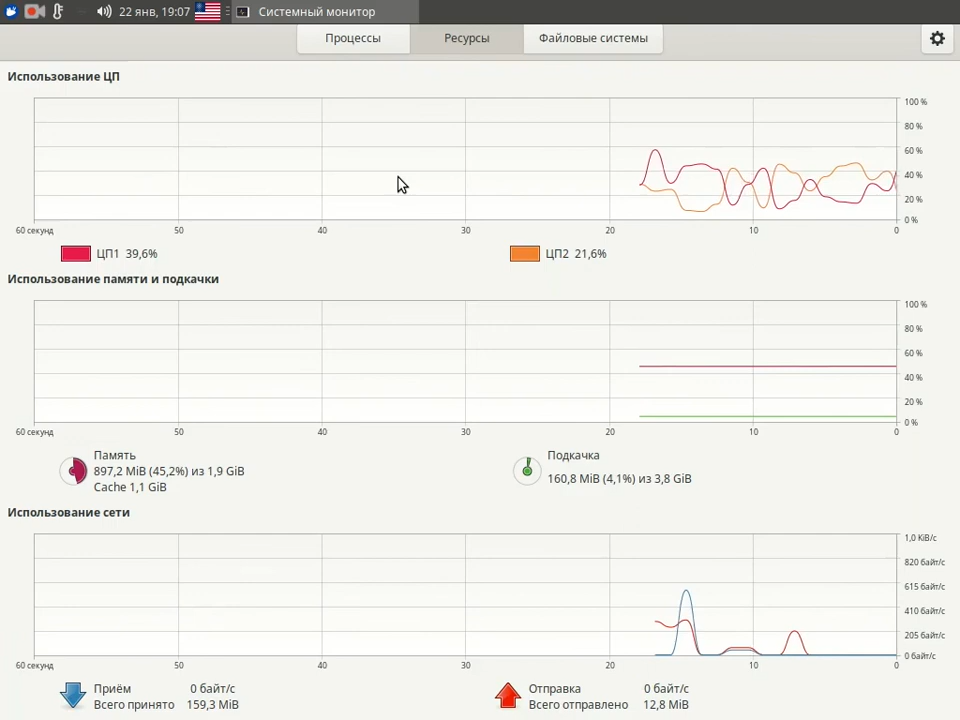 22 янв, 19:07 Системный монитор
Процессы Ресурсы Файловые системы
Использование ЦП
100 %
80 %
60 %
40 %
20 %
0 %
60 секунд 50 40 30 20 10 0
ЦП1 39,6% ЦП2 21,6%
Использование памяти и подкачки
100 %
80 %
60 %
40 %
20 %
0 %
60 секунд 50 40 30 20 10 0
Память
897,2 MiB (45,2%) из 1,9 GiB
Cache 1,1 GiB
Подкачка
160,8 MiB (4,1%) из 3,8 GiB
Использование сети
1,0 KiB/с
820 байт/с
615 байт/с
410 байт/с
205 байт/с
0 байт/с
60 секунд 50 40 30 20 10 0
Приём 0 байт/с
Всего принято 159,3 MiB
Отправка 0 байт/с
Всего отправлено 12,8 MiB